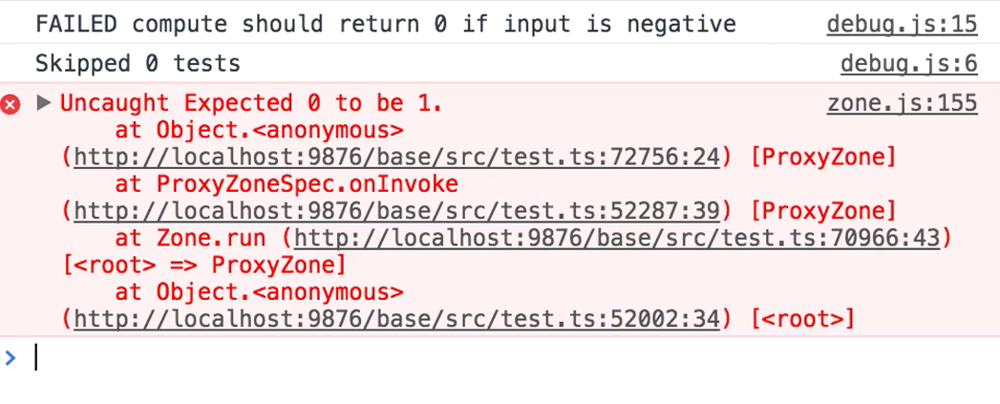 FAILED compute should return 0 if input is negative debug.js:15
Skipped 0 tests debug.js:6
Uncaught Expected 0 to be 1. zone.js:155
at Object.<anonymous>
(http://localhost:9876/base/src/test.ts:72756:24) [ProxyZone]
at ProxyZoneSpec.onInvoke
(http://localhost:9876/base/src/test.ts:52287:39) [ProxyZone]
at Zone.run (http://localhost:9876/base/src/test.ts:70966:43)
[<root> => ProxyZone]
at Object.<anonymous>
(http://localhost:9876/base/src/test.ts:52002:34) [<root>]